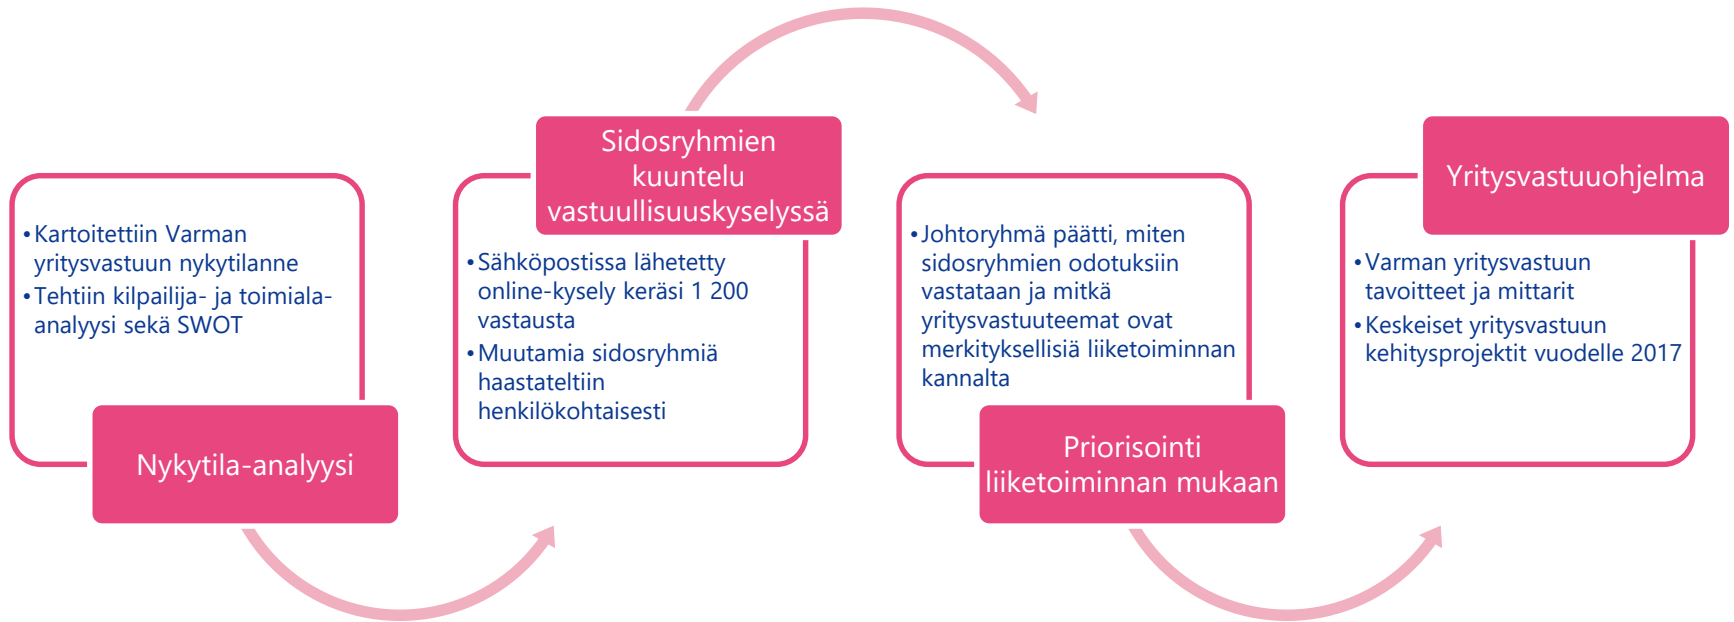 •Kartoitettiin Varman
yritysvastuun nykytilanne
•Tehtiin kilpailija- ja toimiala-
analyysi sekä SWOT
Nykytila-analyysi
Sidosryhmien
kuuntelu
vastuullisuuskyselyssä
•Sähköpostissa lähetetty
online-kysely keräsi 1 200
vastausta
•Muutamia sidosryhmiä
haastateltiin
henkilökohtaisesti
•Johtoryhmä päätti, miten
sidosryhmien odotuksiin
vastataan ja mitkä
yritysvastuuteemat ovat
merkityksellisiä liiketoiminnan
kannalta
Priorisointi
liiketoiminnan mukaan
Yritysvastuuohjelma
•Varman yritysvastuun
tavoitteet ja mittarit
•Keskeiset yritysvastuun
kehitysprojektit vuodelle 2017